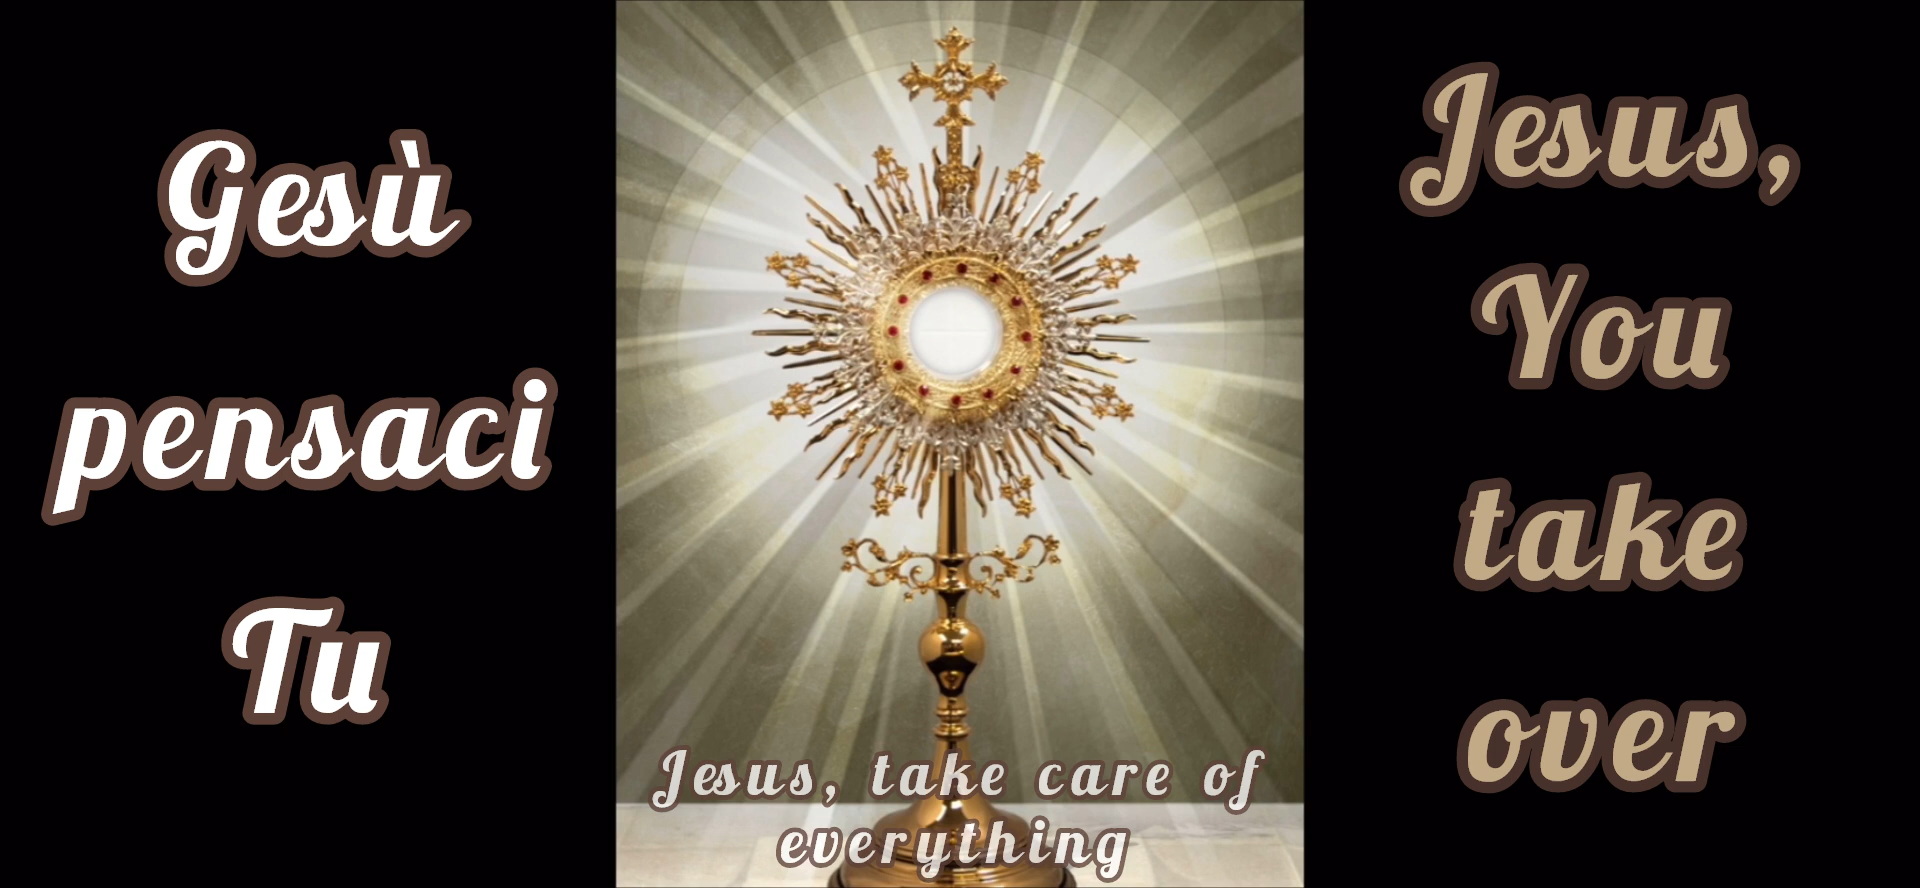 Gesù
pensaci
Tu
Jesus, take care of
everything
Jesus,
You
take
over